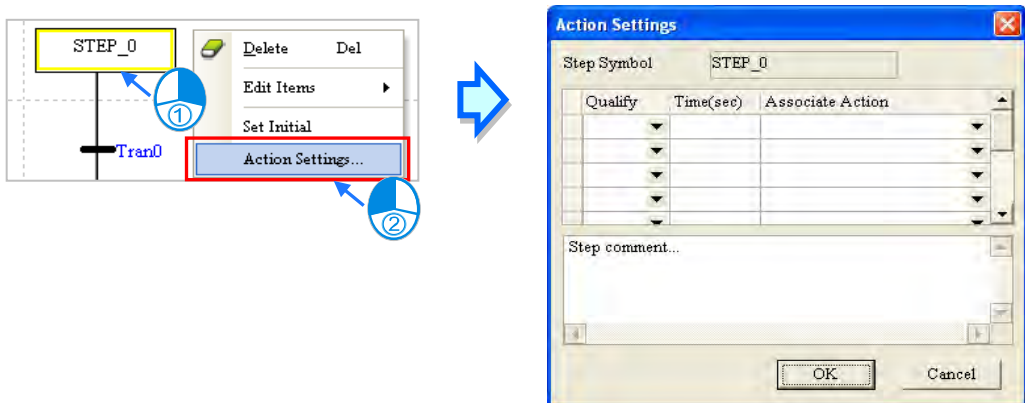 STEP_0
Delete Del
Edit Items
Set Initial
Action Settings...
Tran0
①
②
Action Settings
Step Symbol STEP_0
Qualify Time(sec) Associate Action
Step comment...
OK Cancel